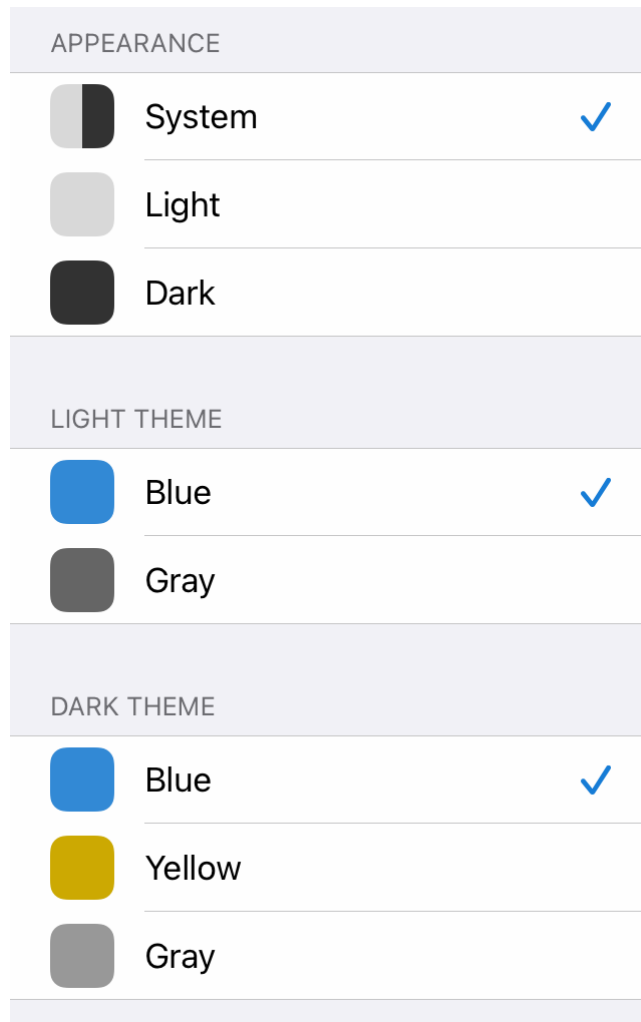 APPEARANCE
System
Light
Dark
LIGHT THEME
Blue
Gray
DARK THEME
Blue
Yellow
Gray